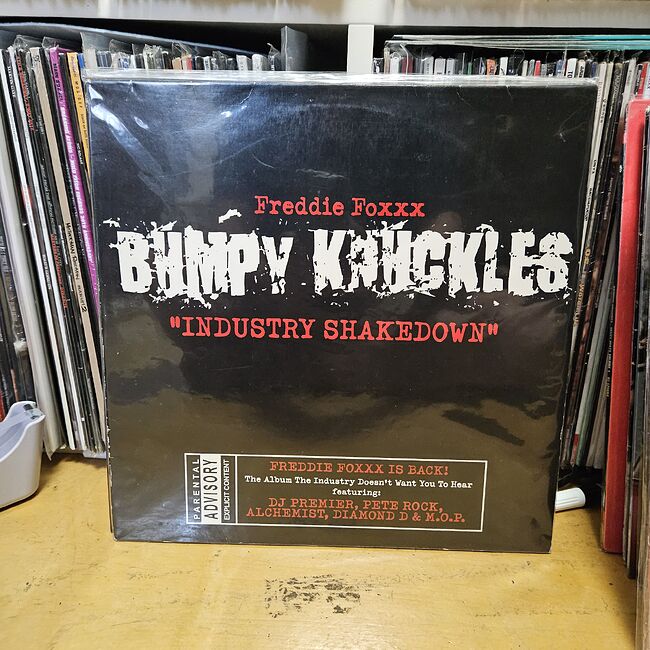 Freddie Foxxx
BUMPY KNUCKLES
"INDUSTRY SHAKEDOWN"
PARENTAL
ADVISORY
EXPLICIT CONTENT
FREDDIE FOXXX IS BACK!
The Album The Industry Doesn't Want You To Hear
featuring:
DJ PREMIER, PETE ROCK,
ALCHEMIST, DIAMOND D & M.O.P.